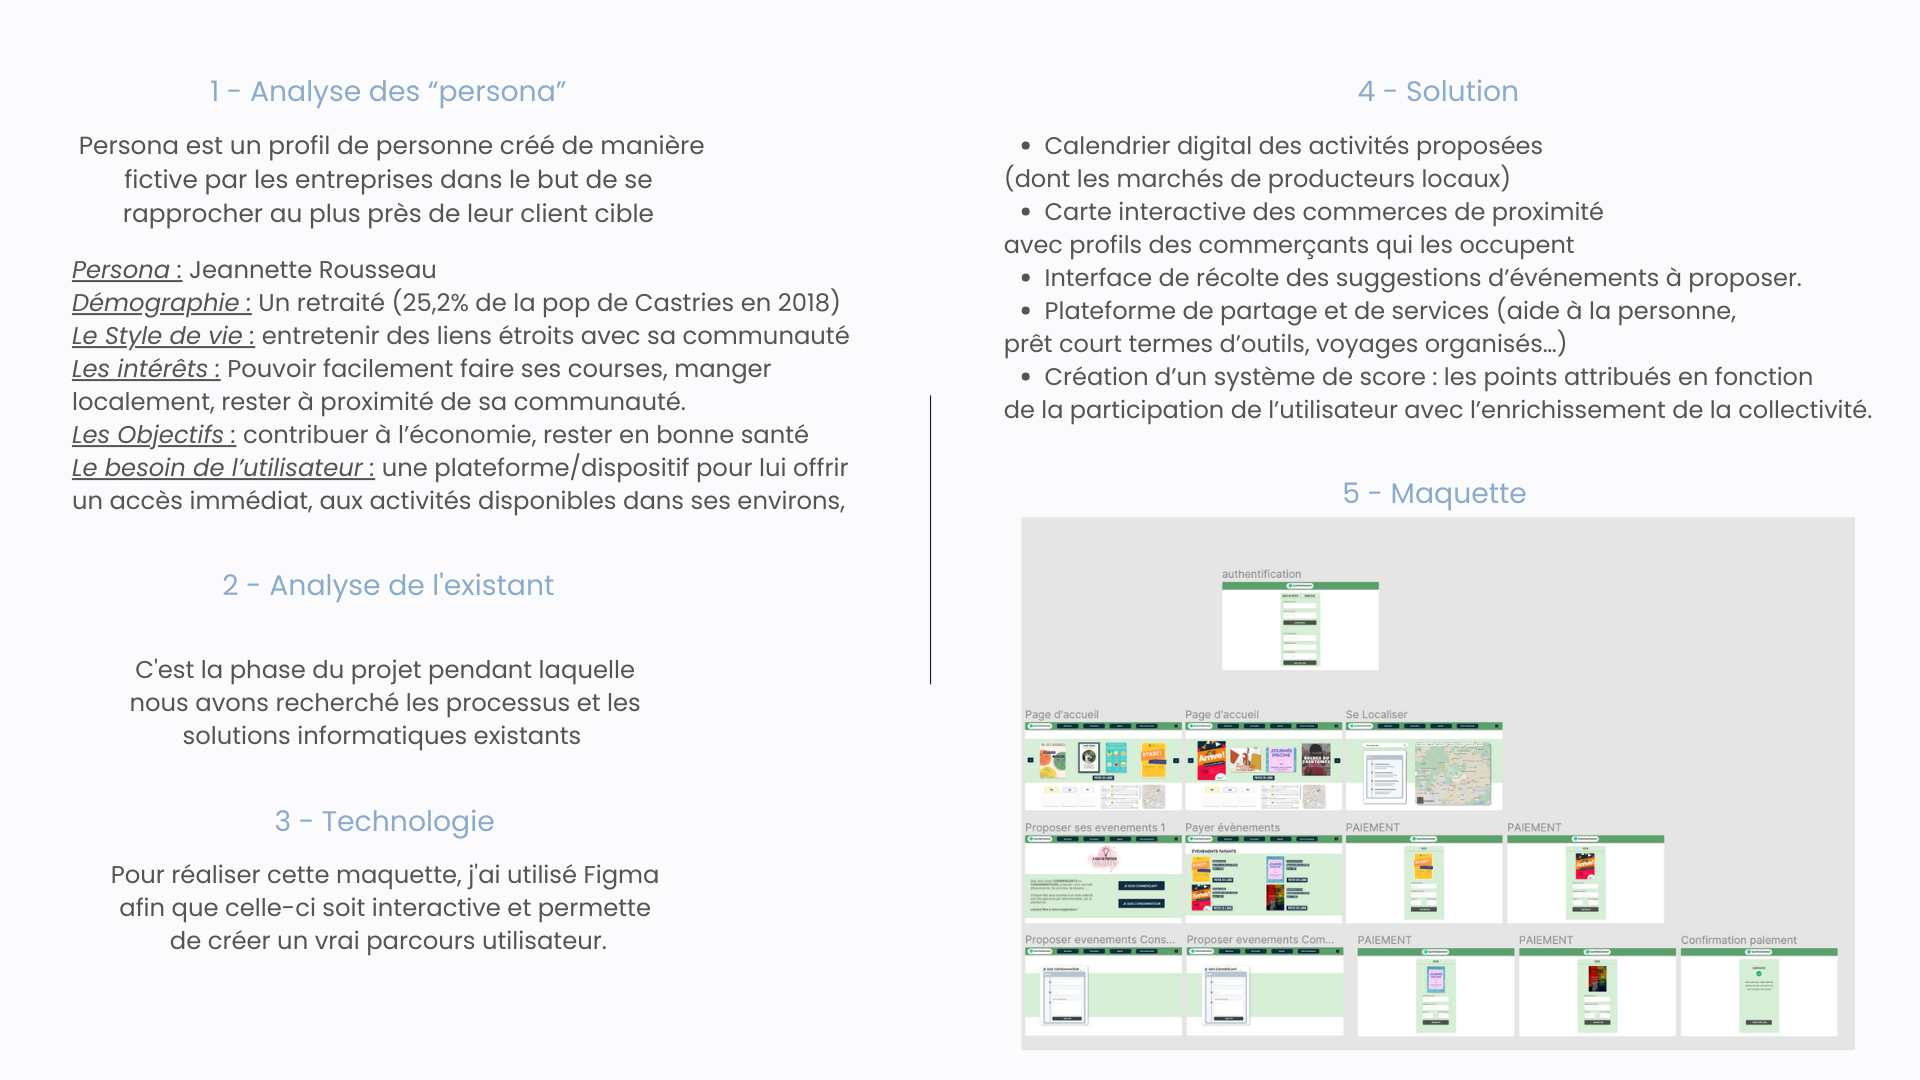 1 - Analyse des “persona”
Persona est un profil de personne créé de manière
fictive par les entreprises dans le but de se
rapprocher au plus près de leur client cible
Persona : Jeannette Rousseau
Démographie : Un retraité (25,2% de la pop de Castries en 2018)
Le Style de vie : entretenir des liens étroits avec sa communauté
Les intérêts : Pouvoir facilement faire ses courses, manger
localement, rester à proximité de sa communauté.
Les Objectifs : contribuer à l’économie, rester en bonne santé
Le besoin de l’utilisateur : une plateforme/dispositif pour lui offrir
un accès immédiat, aux activités disponibles dans ses environs,
2 - Analyse de l'existant
C'est la phase du projet pendant laquelle
nous avons recherché les processus et les
solutions informatiques existants
3 - Technologie
Pour réaliser cette maquette, j'ai utilisé Figma
afin que celle-ci soit interactive et permette
de créer un vrai parcours utilisateur.
4 - Solution
• Calendrier digital des activités proposées
(dont les marchés de producteurs locaux)
• Carte interactive des commerces de proximité
avec profils des commerçants qui les occupent
• Interface de récolte des suggestions d’événements à proposer.
• Plateforme de partage et de services (aide à la personne,
prêt court termes d’outils, voyages organisés…)
• Création d’un système de score : les points attribués en fonction
de la participation de l’utilisateur avec l’enrichissement de la collectivité.
5 - Maquette
authentification
Page d'accueil
Page d'accueil
Se Localiser
Proposer ses evenements 1
Payer évènements
PAIEMENT
PAIEMENT
ÉVENEMENTS PAYANTS
JE SUIS COMMERÇANT
JE SUIS CONSOMMATEUR
Proposer evenements Cons...
Proposer evenements Com...
PAIEMENT
PAIEMENT
Confirmation paiement